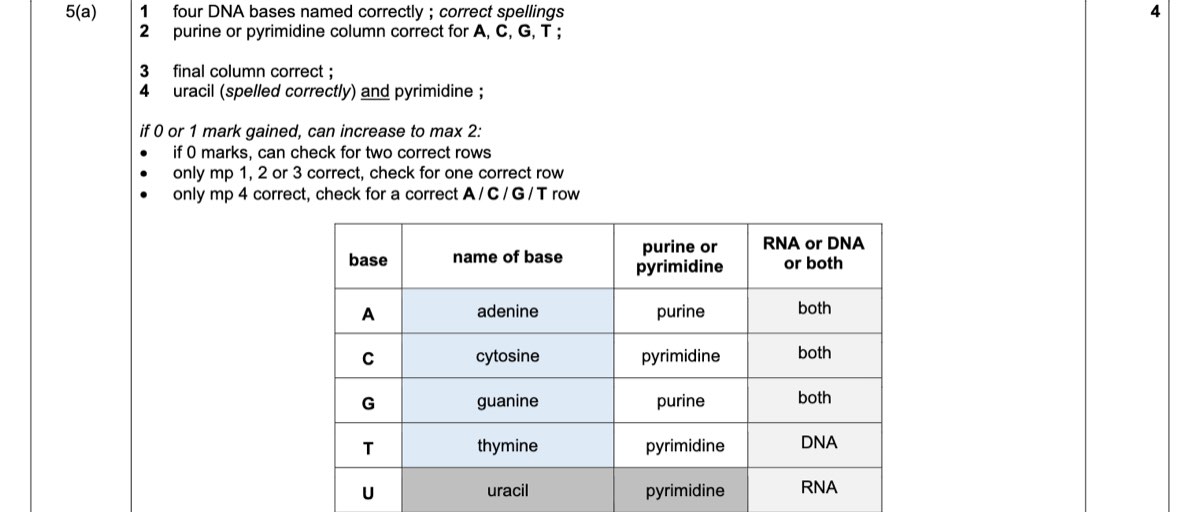 5(a)
1 four DNA bases named correctly ; correct spellings
4
2 purine or pyrimidine column correct for A, C, G, T ;
3 final column correct ;
4 uracil (spelled correctly) and pyrimidine ;
if 0 or 1 mark gained, can increase to max 2:
• if 0 marks, can check for two correct rows
• only mp 1, 2 or 3 correct, check for one correct row
• only mp 4 correct, check for a correct A / C / G / T row
base name of base purine or pyrimidine RNA or DNA or both
A adenine purine both
C cytosine pyrimidine both
G guanine purine both
T thymine pyrimidine DNA
U uracil pyrimidine RNA